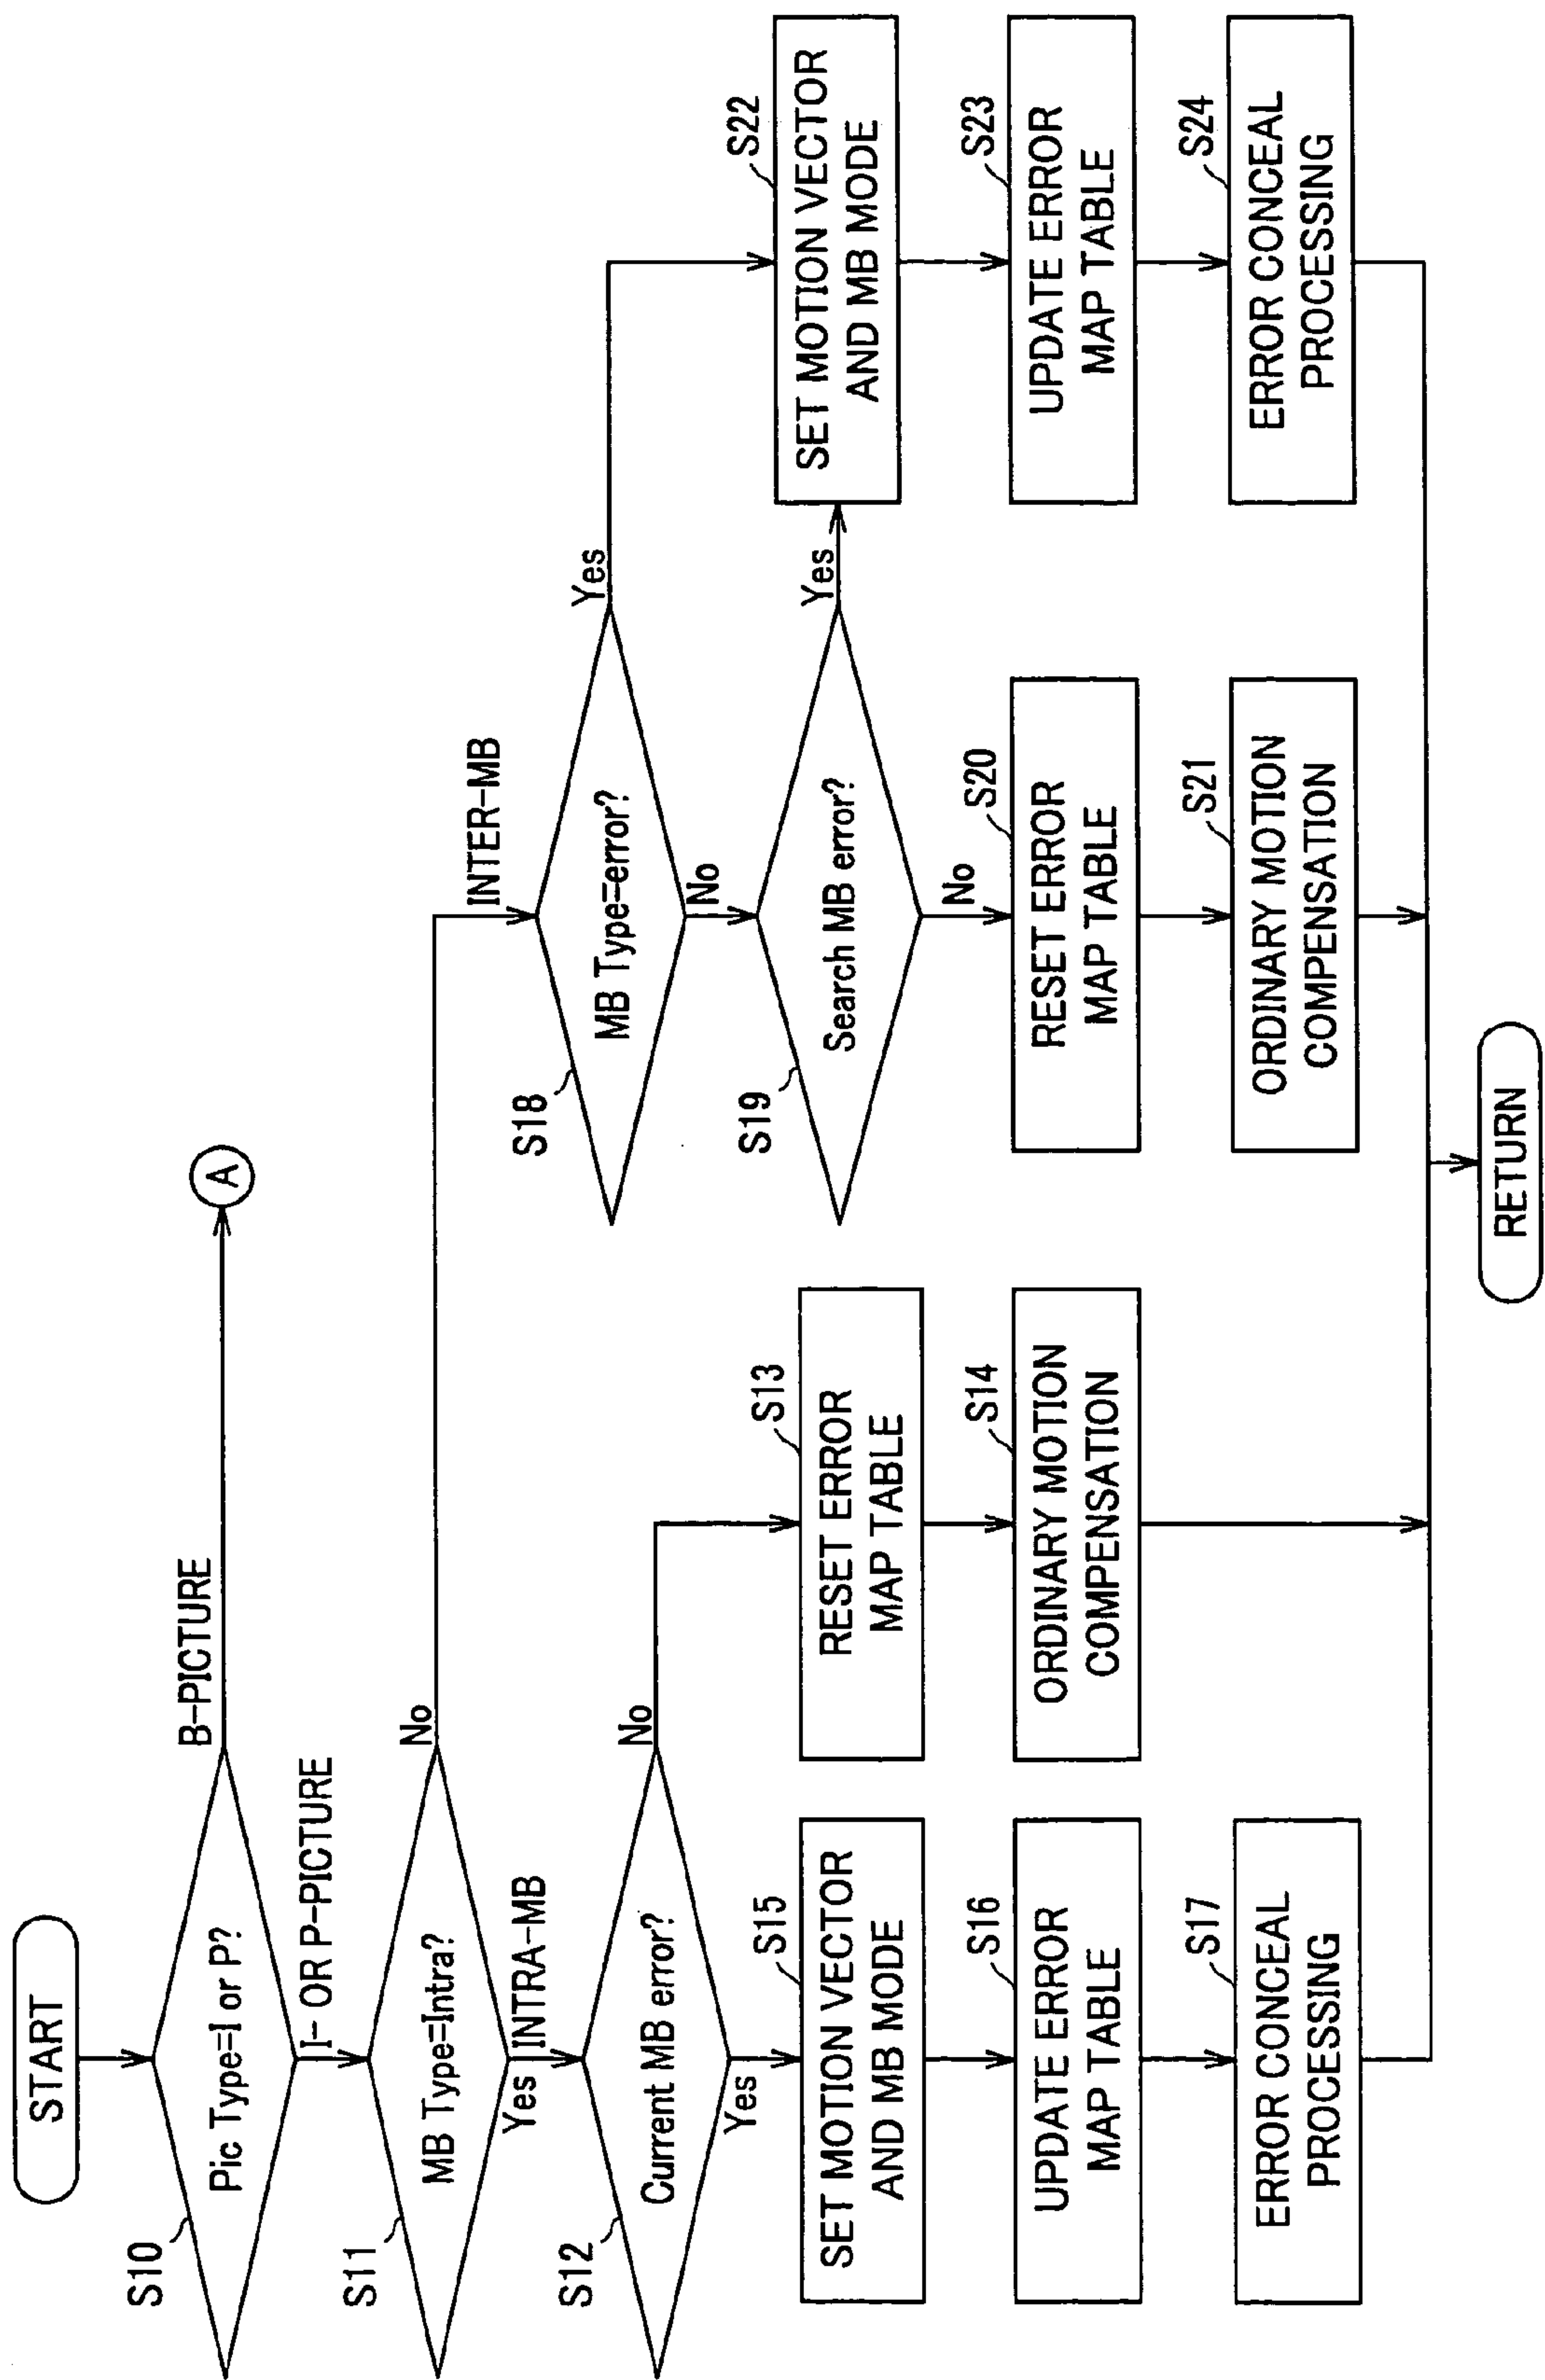 START
S10
Pic Type=I or P?
B-PICTURE
A
I- OR P-PICTURE
S11
MB Type=Intra?
No
INTER-MB
Yes
INTRA-MB
S12
Current MB error?
No
Yes
S13
RESET ERROR
MAP TABLE
S14
ORDINARY MOTION
COMPENSATION
S15
SET MOTION VECTOR
AND MB MODE
S16
UPDATE ERROR
MAP TABLE
S17
ERROR CONCEAL
PROCESSING
S18
MB Type=error?
Yes
No
S19
Search MB error?
Yes
No
S20
RESET ERROR
MAP TABLE
S21
ORDINARY MOTION
COMPENSATION
S22
SET MOTION VECTOR
AND MB MODE
S23
UPDATE ERROR
MAP TABLE
S24
ERROR CONCEAL
PROCESSING
RETURN